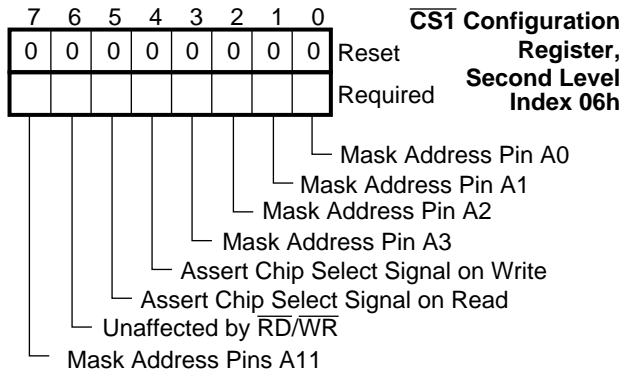 7 6 5 4 3 2 1 0
CS1 Configuration
Register,
Second Level
Index 06h
0 0 0 0 0 0 0 0 Reset
Required
Mask Address Pin A0
Mask Address Pin A1
Mask Address Pin A2
Mask Address Pin A3
Assert Chip Select Signal on Write
Assert Chip Select Signal on Read
Unaffected by RD/WR
Mask Address Pins A11